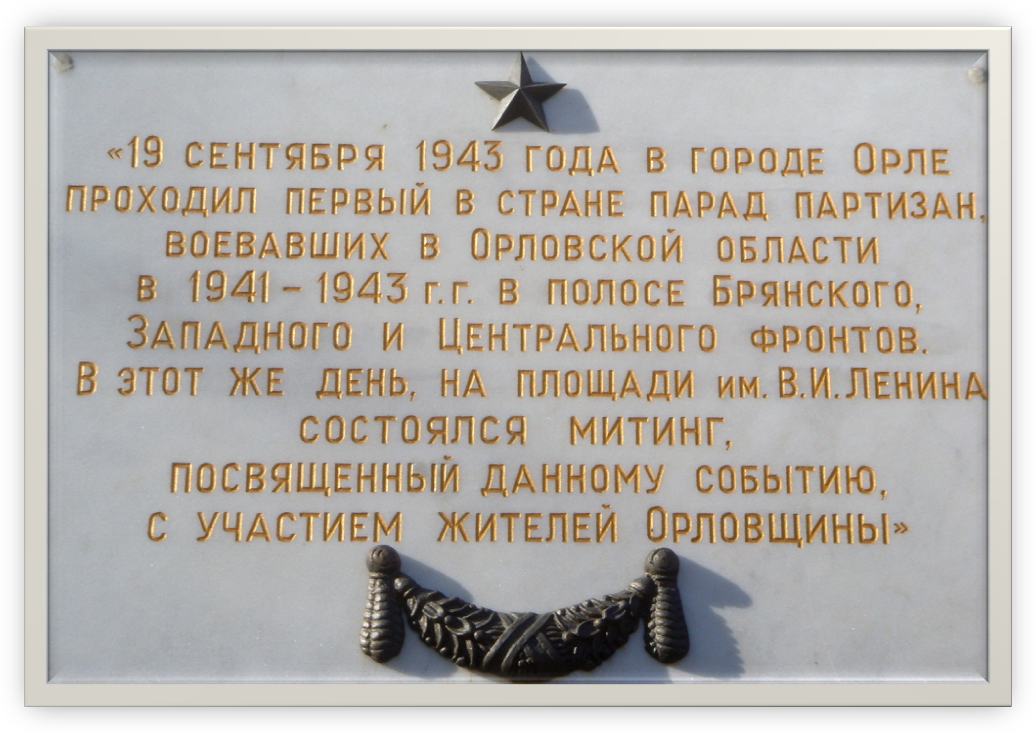 «19 сентября 1943 года в городе Орле
проходил первый в стране парад партизан,
воевавших в Орловской области
в 1941 – 1943 г.г. в полосе Брянского,
Западного и Центрального фронтов.
В этот же день, на площади им. В.И. Ленина
состоялся митинг,
посвященный данному событию,
с участием жителей Орловщины»